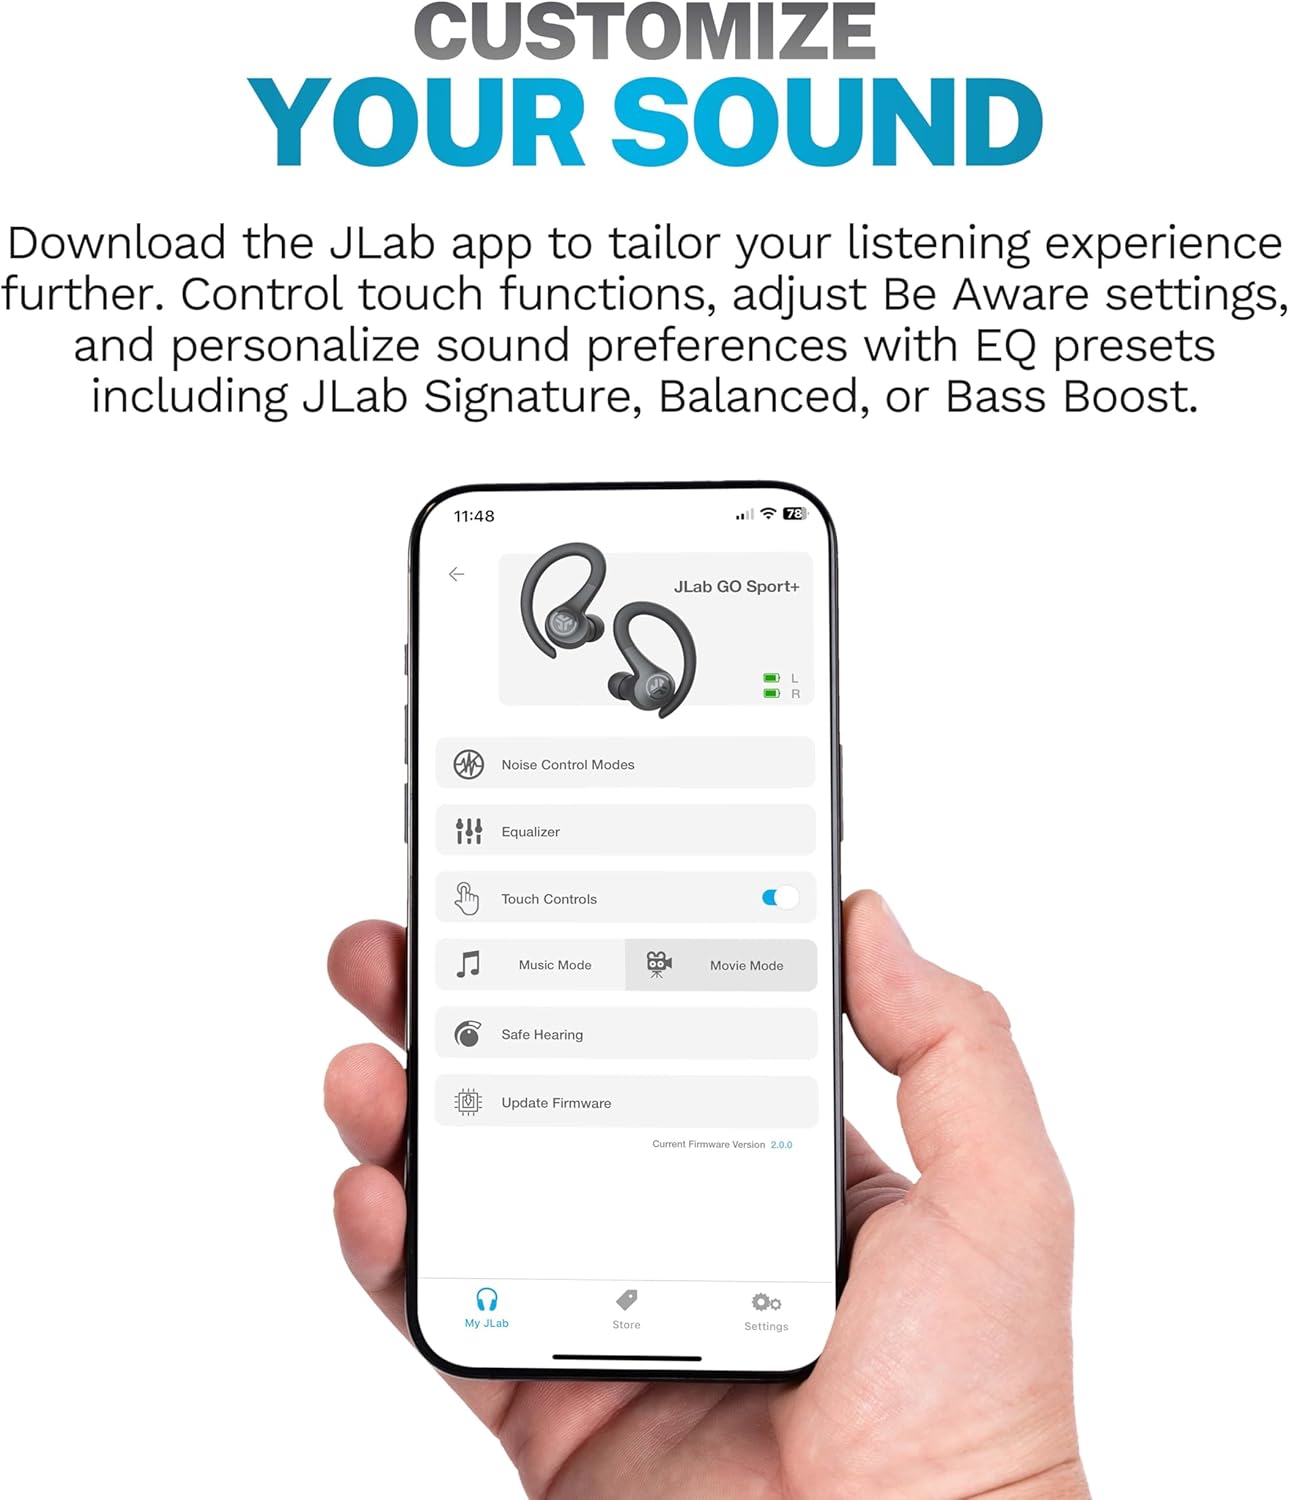 CUSTOMIZE
YOUR SOUND
Download the JLab app to tailor your listening experience
further. Control touch functions, adjust Be Aware settings,
and personalize sound preferences with EQ presets
including JLab Signature, Balanced, or Bass Boost.
11:48
78
JLab GO Sport+
L
R
Noise Control Modes
Equalizer
Touch Controls
Music Mode
Movie Mode
Safe Hearing
Update Firmware
Current Firmware Version 2.0.0
My JLab
Store
Settings